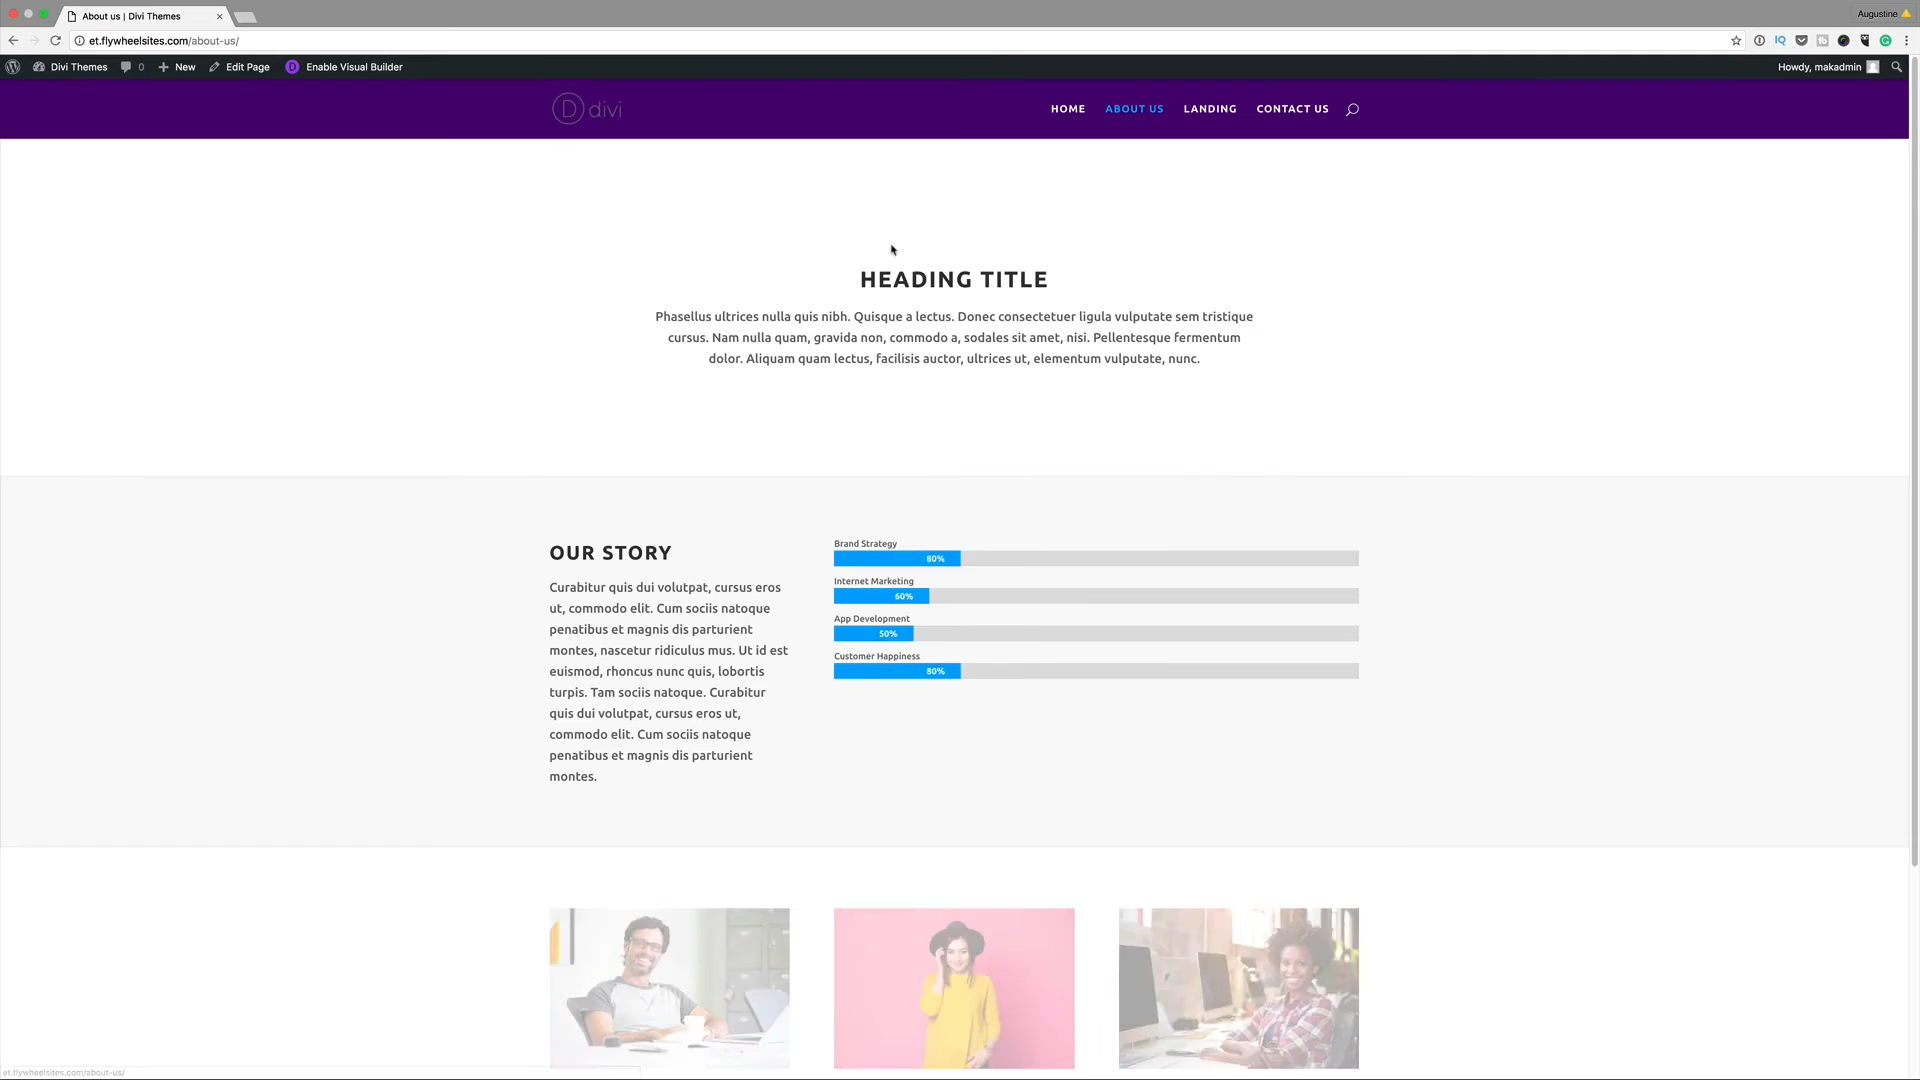 About us | Divi Themes
Augustine
et.flywheelsites.com/about-us/
Divi Themes 0 New Edit Page Enable Visual Builder
Howdy, makadmin
D divi
HOME ABOUT US LANDING CONTACT US
HEADING TITLE
Phasellus ultrices nulla quis nibh. Quisque a lectus. Donec consectetuer ligula vulputate sem tristique
cursus. Nam nulla quam, gravida non, commodo a, sodales sit amet, nisi. Pellentesque fermentum
dolor. Aliquam quam lectus, facilisis auctor, ultrices ut, elementum vulputate, nunc.
OUR STORY
Curabitur quis dui volutpat, cursus eros
ut, commodo elit. Cum sociis natoque
penatibus et magnis dis parturient
montes, nascetur ridiculus mus. Ut id est
euismod, rhoncus nunc quis, lobortis
turpis. Tam sociis natoque. Curabitur
quis dui volutpat, cursus eros ut,
commodo elit. Cum sociis natoque
penatibus et magnis dis parturient
montes.
Brand Strategy
80%
Internet Marketing
60%
App Development
50%
Customer Happiness
80%
et.flywheelsites.com/about-us/